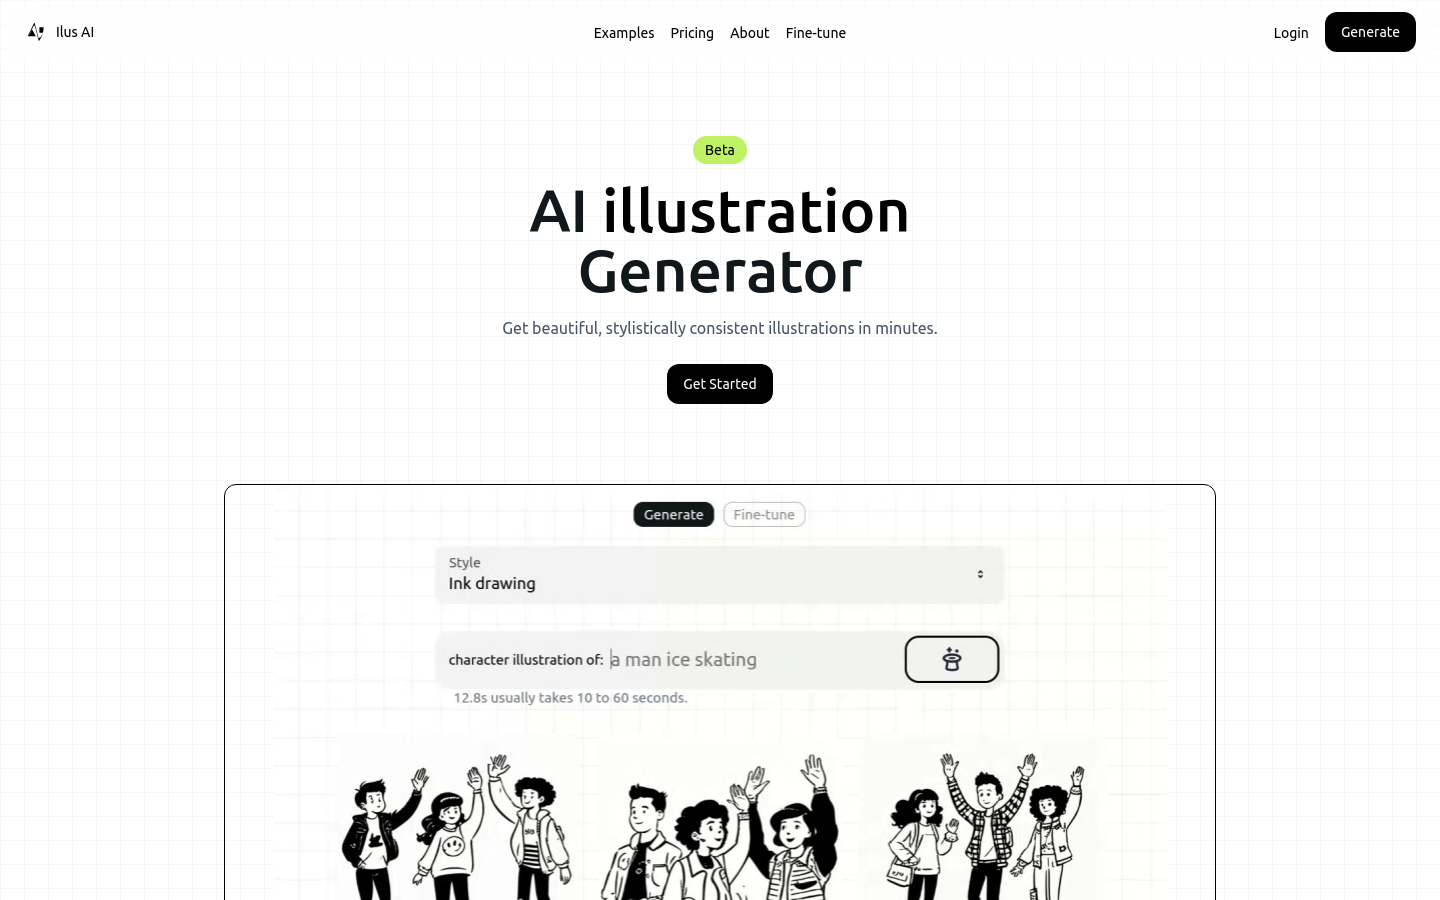 Ilus AI
Examples Pricing About Fine-tune
Login
Generate
Beta
AI illustration
Generator
Get beautiful, stylistically consistent illustrations in minutes.
Get Started
Generate Fine-tune
Style
Ink drawing
character illustration of: a man ice skating
12.8s usually takes 10 to 60 seconds.